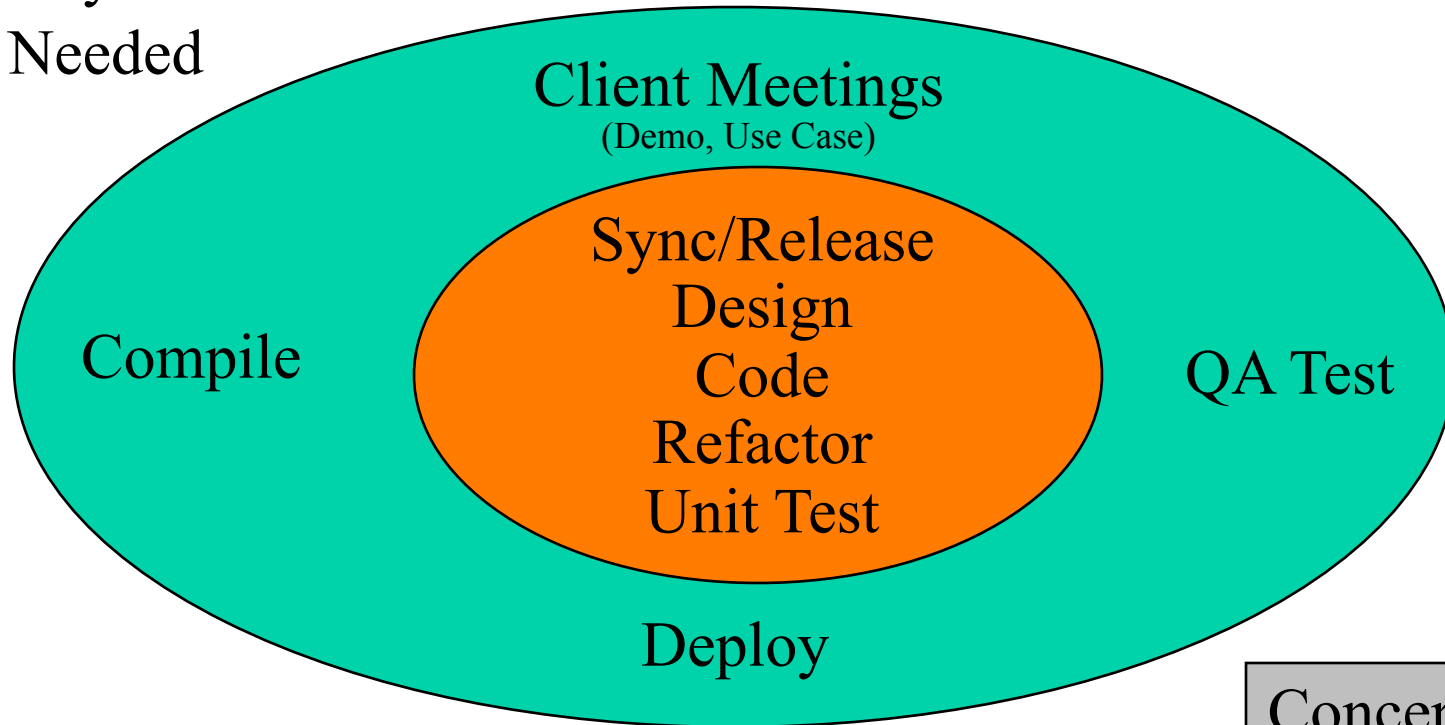 Needed
Client Meetings
(Demo, Use Case)
Sync/Release
Design
Code
Refactor
Unit Test
Compile
QA Test
Deploy